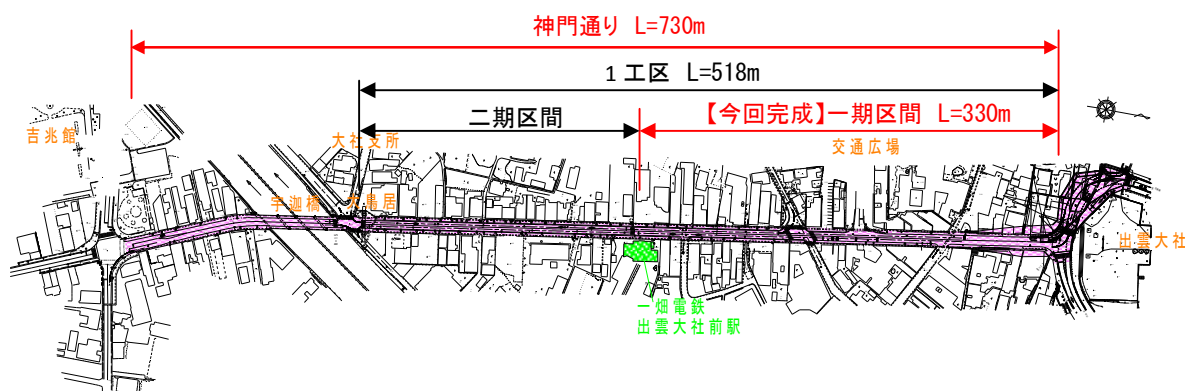 神門通り L=730m
1工区 L=518m
二期区間
【今回完成】一期区間 L=330m
吉兆館
大社支所
交通広場
宇迦橋
大鳥居
出雲大社
一畑電鉄
出雲大社前駅